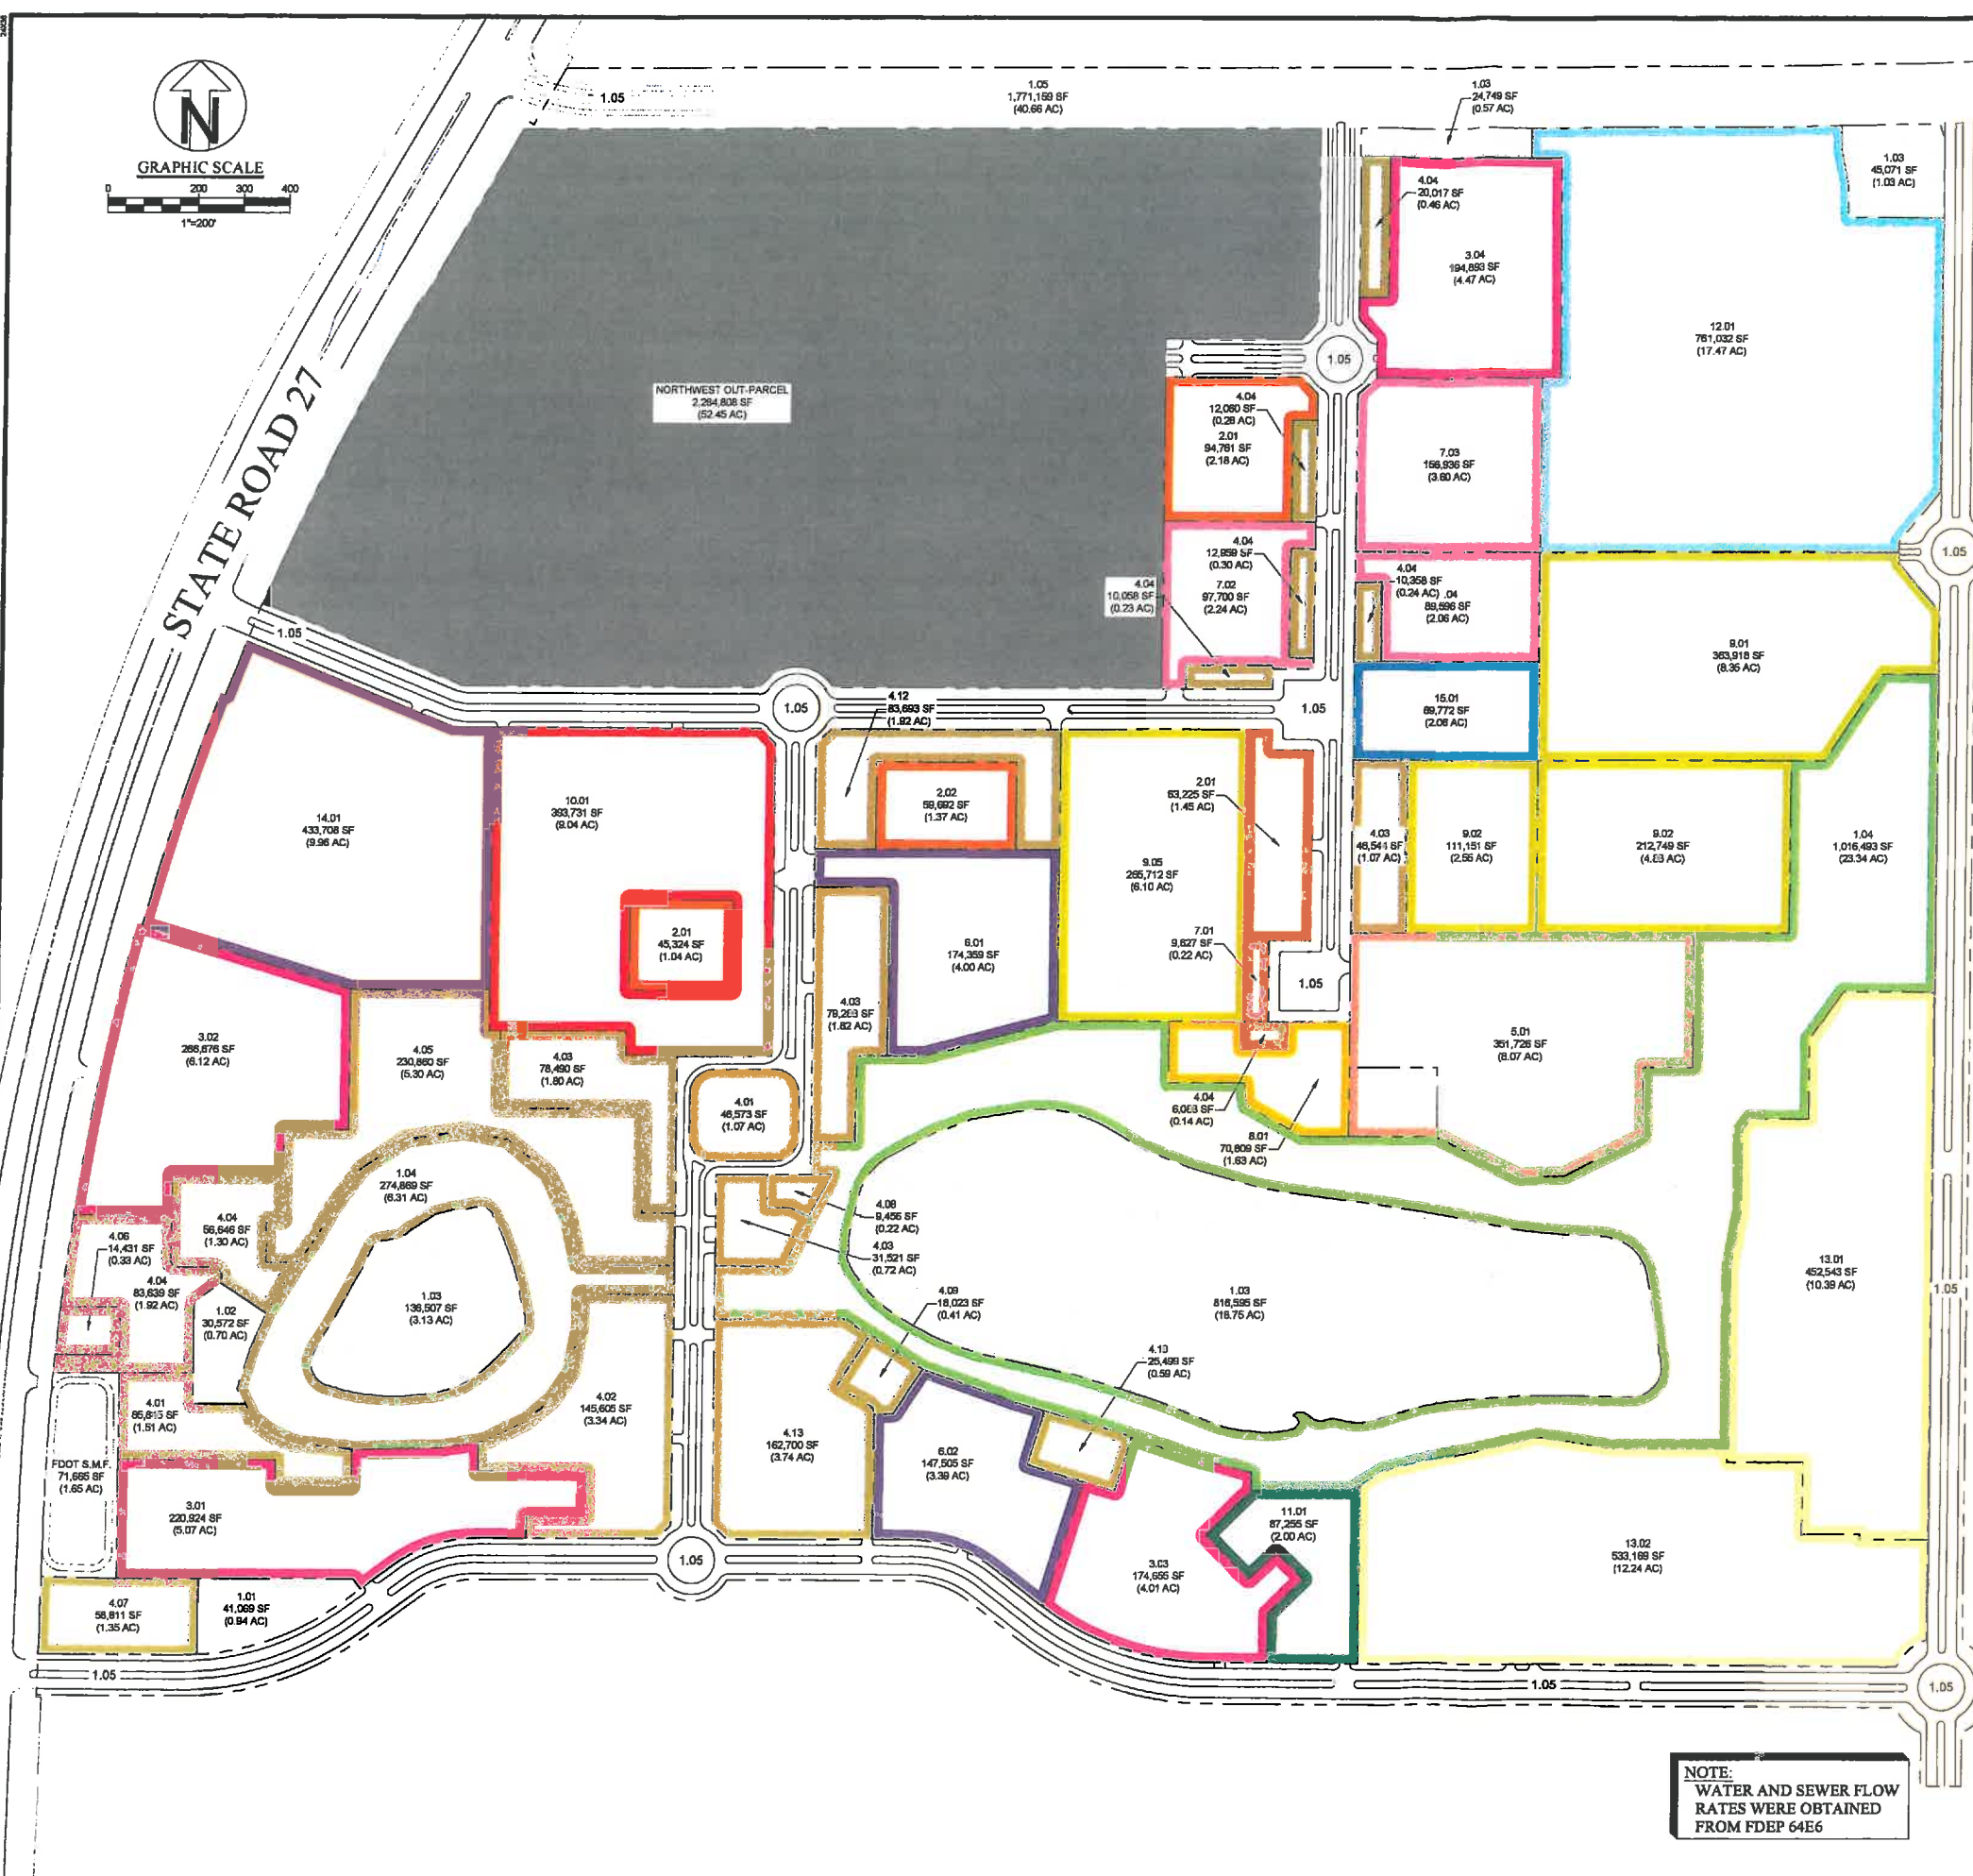 24X36
N
GRAPHIC SCALE
0 200 300 400
1"=200'
STATE ROAD 27
1.05
1.05
1,771,159 SF
(40.66 AC)
1.03
24,749 SF
(0.57 AC)
1.03
45,071 SF
(1.03 AC)
4.04
20,017 SF
(0.46 AC)
3.04
194,893 SF
(4.47 AC)
12.01
761,032 SF
(17.47 AC)
1.05
NORTHWEST OUT-PARCEL
2,284,808 SF
(52.45 AC)
4.04
12,060 SF
(0.28 AC)
2.01
94,761 SF
(2.18 AC)
7.03
156,936 SF
(3.60 AC)
4.04
12,959 SF
(0.30 AC)
7.02
97,700 SF
(2.24 AC)
4.04
10,058 SF
(0.23 AC)
4.04
10,358 SF
(0.24 AC) .04
89,596 SF
(2.06 AC)
1.05
9.01
363,918 SF
(8.35 AC)
1.05
1.05
4.12
83,693 SF
(1.92 AC)
1.05
15.01
89,772 SF
(2.06 AC)
14.01
433,708 SF
(9.96 AC)
10.01
393,731 SF
(9.04 AC)
2.02
59,692 SF
(1.37 AC)
2.01
63,225 SF
(1.45 AC)
9.05
265,712 SF
(6.10 AC)
4.03
46,544 SF
(1.07 AC)
9.02
111,151 SF
(2.55 AC)
9.02
212,749 SF
(4.88 AC)
1.04
1,016,493 SF
(23.34 AC)
2.01
45,324 SF
(1.04 AC)
6.01
174,359 SF
(4.00 AC)
7.01
9,627 SF
(0.22 AC)
1.05
4.03
79,283 SF
(1.82 AC)
3.02
266,676 SF
(6.12 AC)
4.05
230,860 SF
(5.30 AC)
4.03
78,490 SF
(1.80 AC)
5.01
351,726 SF
(8.07 AC)
4.01
46,573 SF
(1.07 AC)
4.04
6,083 SF
(0.14 AC)
8.01
70,809 SF
(1.63 AC)
1.04
274,869 SF
(6.31 AC)
4.04
56,646 SF
(1.30 AC)
4.08
9,455 SF
(0.22 AC)
4.03
31,521 SF
(0.72 AC)
4.06
14,431 SF
(0.33 AC)
4.04
83,639 SF
(1.92 AC)
1.02
30,572 SF
(0.70 AC)
1.03
136,507 SF
(3.13 AC)
4.09
18,023 SF
(0.41 AC)
1.03
816,595 SF
(18.75 AC)
13.01
452,543 SF
(10.39 AC)
1.05
4.13
25,499 SF
(0.59 AC)
4.01
65,815 SF
(1.51 AC)
4.02
145,605 SF
(3.34 AC)
4.13
162,700 SF
(3.74 AC)
6.02
147,505 SF
(3.39 AC)
FDOT S.M.F.
71,665 SF
(1.65 AC)
3.01
220,924 SF
(5.07 AC)
11.01
87,255 SF
(2.00 AC)
1.05
3.03
174,655 SF
(4.01 AC)
13.02
533,169 SF
(12.24 AC)
4.07
58,811 SF
(1.35 AC)
1.01
41,069 SF
(0.94 AC)
1.05
1.05
1.05
NOTE:
WATER AND SEWER FLOW
RATES WERE OBTAINED
FROM FDEP 64E6